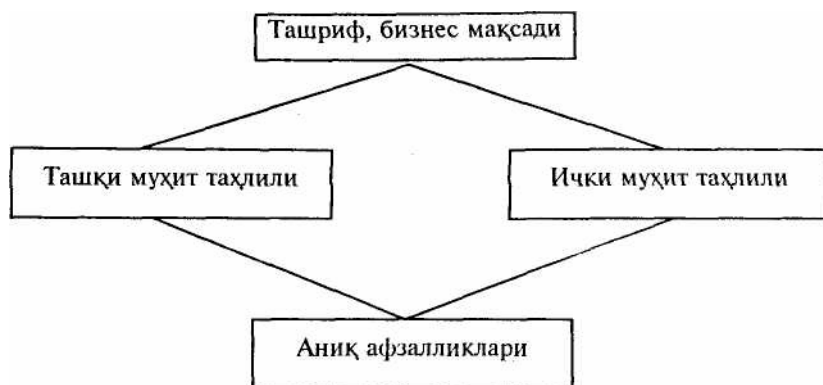 Ташриф, бизнес мақсади
Ташқи муҳит таҳлили
Ички муҳит таҳлили
Аниқ афзалликлари